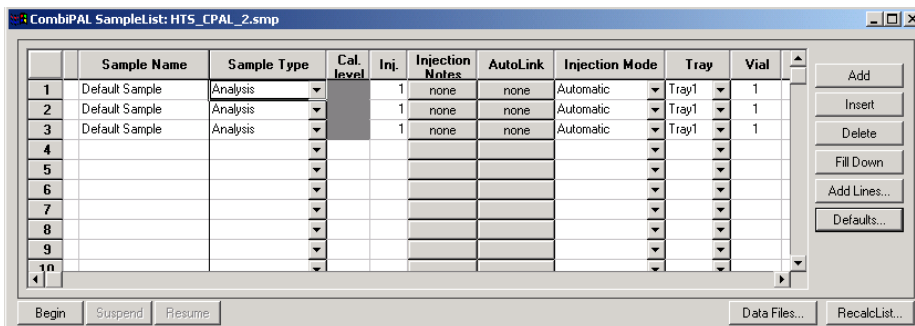 CombiPAL SampleList: HTS_CPAL_2.smp
Sample Name Sample Type Cal. level Inj. Injection Notes AutoLink Injection Mode Tray Vial
1 Default Sample Analysis 1 none none Automatic Tray1 1
2 Default Sample Analysis 1 none none Automatic Tray1 1
3 Default Sample Analysis 1 none none Automatic Tray1 1
4
5
6
7
8
9
10
Add
Insert
Delete
Fill Down
Add Lines...
Defaults...
Begin Suspend Resume Data Files... RecalcList...